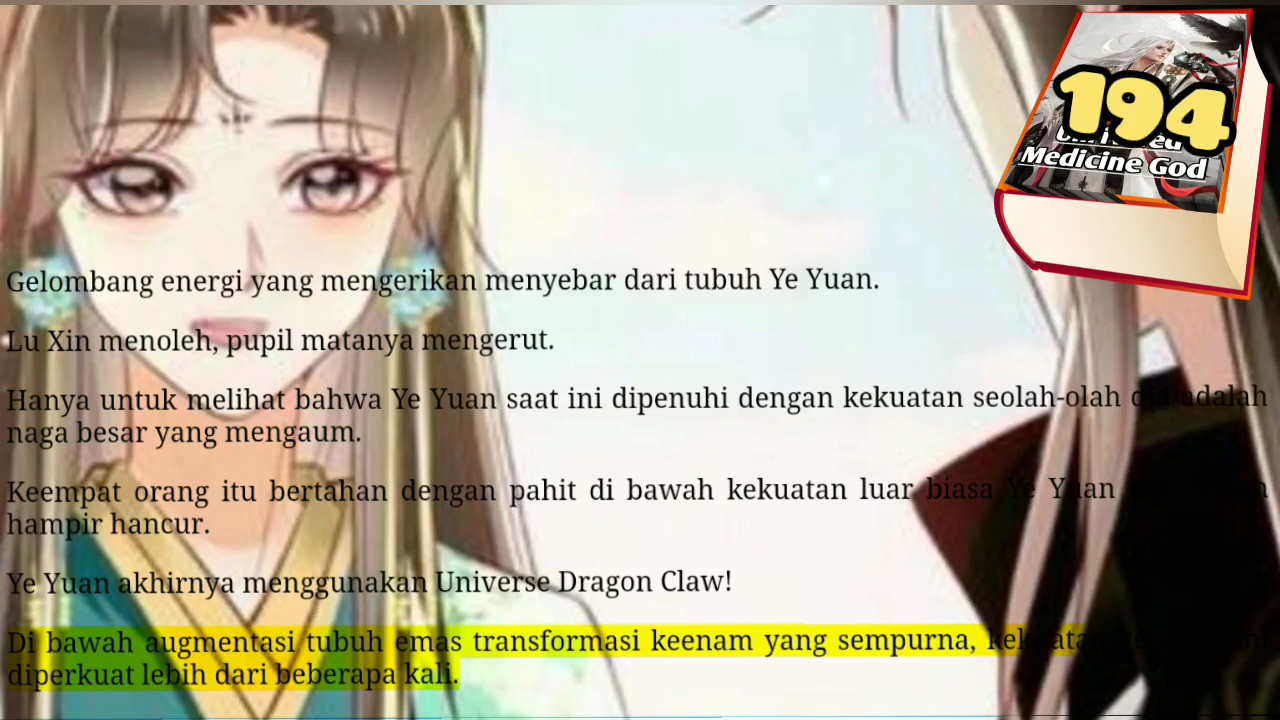 194
Medicine God
Gelombang energi yang mengerikan menyebar dari tubuh Ye Yuan.
Lu Xin menoleh, pupil matanya mengerut.
Hanya untuk melihat bahwa Ye Yuan saat ini dipenuhi dengan kekuatan seolah-olah dia adalah
naga besar yang mengaum.
Keempat orang itu bertahan dengan pahit di bawah kekuatan luar biasa Ye Yuan
hampir hancur.
Ye Yuan akhirnya menggunakan Universe Dragon Claw!
Di bawah augmentasi tubuh emas transformasi keenam yang sempurna, kekuatan
diperkuat lebih dari beberapa kali.